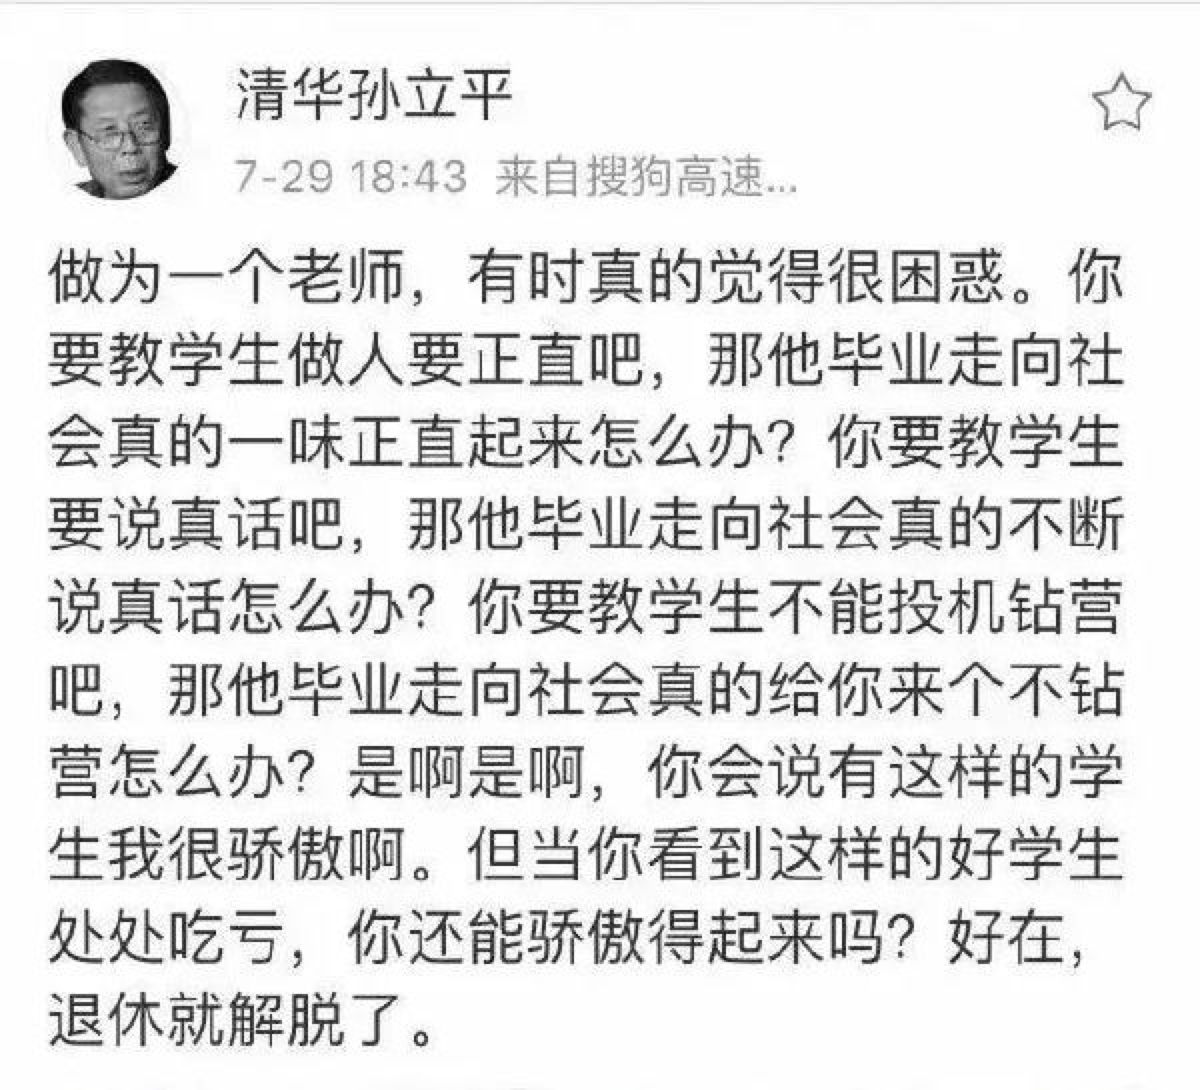 清华孙立平
7-29 18:43 来自搜狗高速...
做为一个老师，有时真的觉得很困惑。你
要教学生做人要正直吧，那他毕业走向社
会真的一味正直起来怎么办？你要教学生
要说真话吧，那他毕业走向社会真的不断
说真话怎么办？你要教学生不能投机钻营
吧，那他毕业走向社会真的给你来个不钻
营怎么办？是啊是啊，你会说有这样的学
生我很骄傲啊。但当你看到这样的好学生
处处吃亏，你还能骄傲得起来吗？好在，
退休就解脱了。